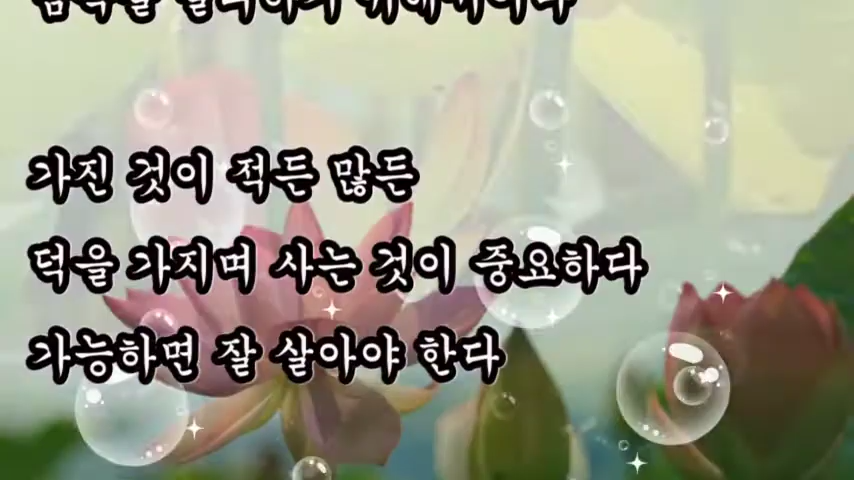 가진 것이 적든 많든
덕을 가지며 사는 것이 중요하다
가능하면 잘 살아야 한다